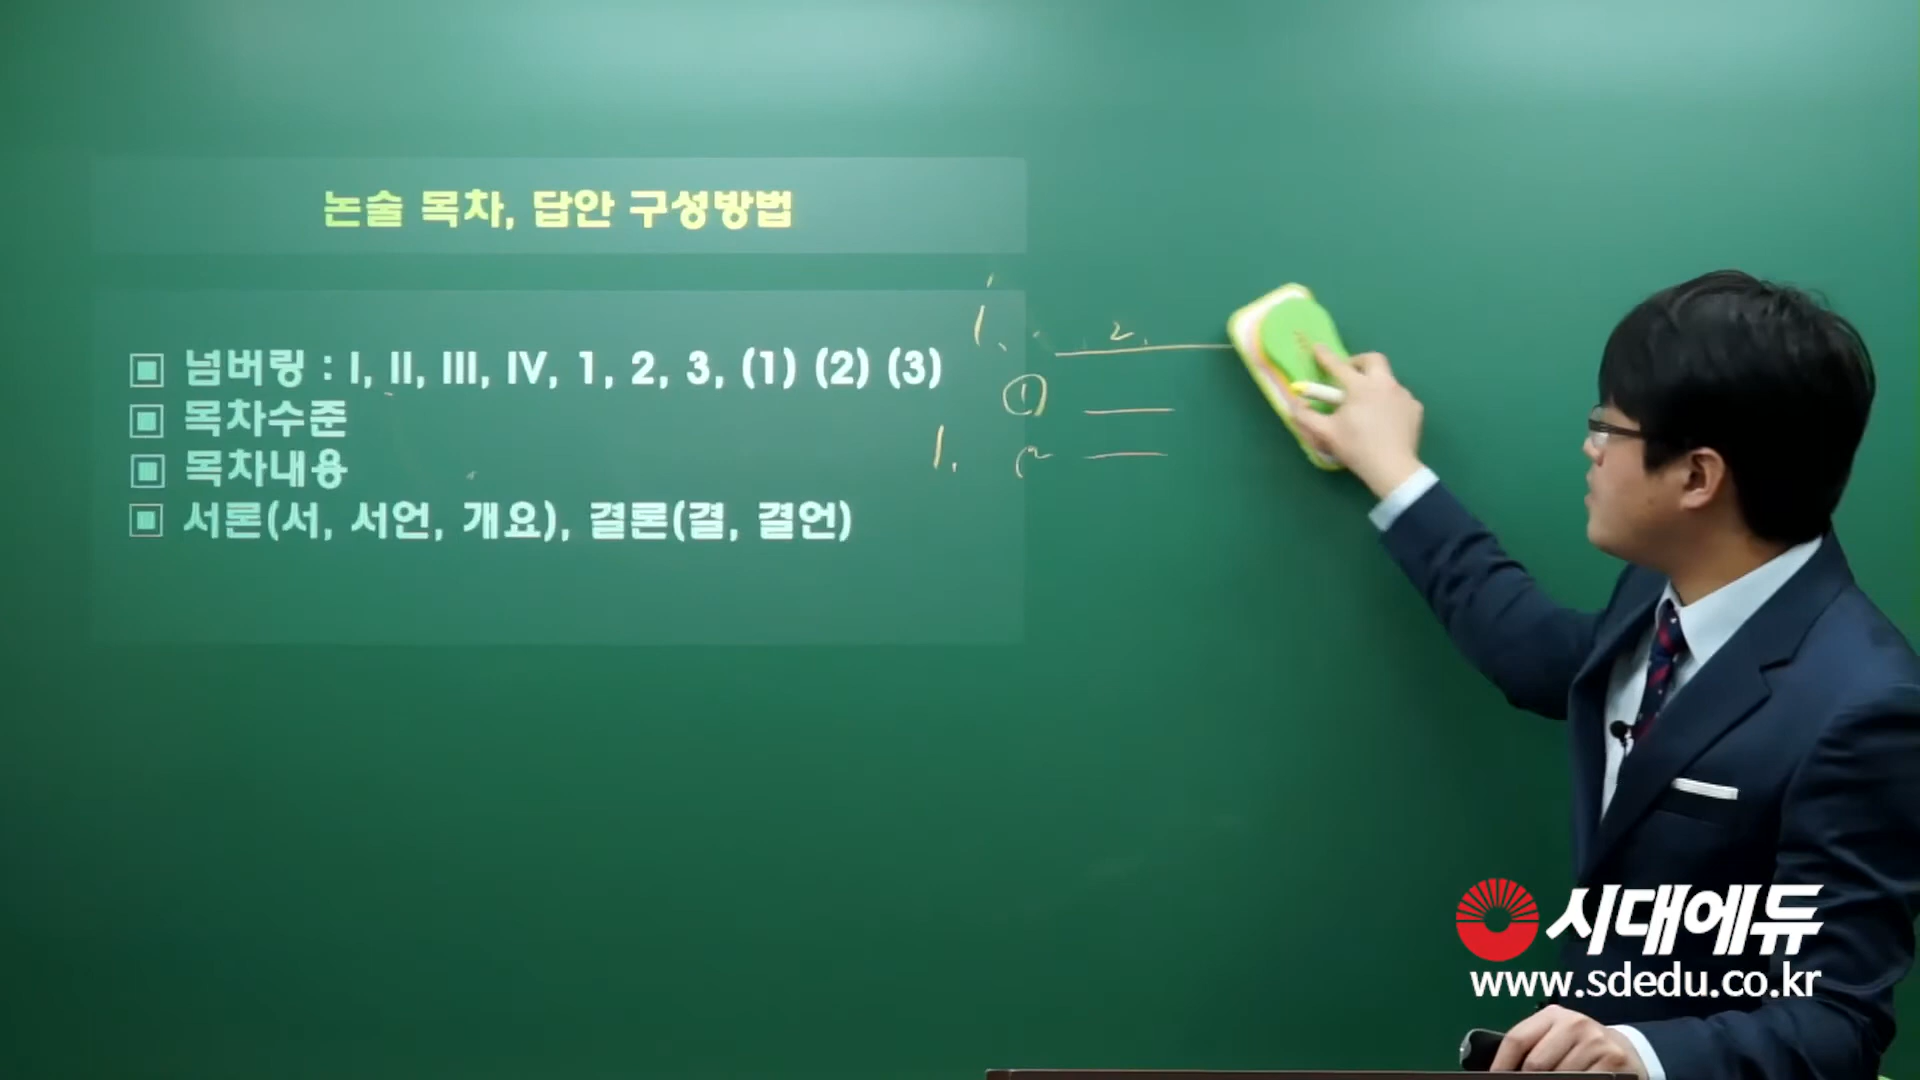 논술 목차, 답안 구성방법
넘버링 : I, II, III, IV, 1, 2, 3, (1) (2) (3)
목차수준
목차내용
서론(서, 서언, 개요), 결론(결, 결언)
1.
2.
①
1.
시대에듀
www.sdedu.co.kr